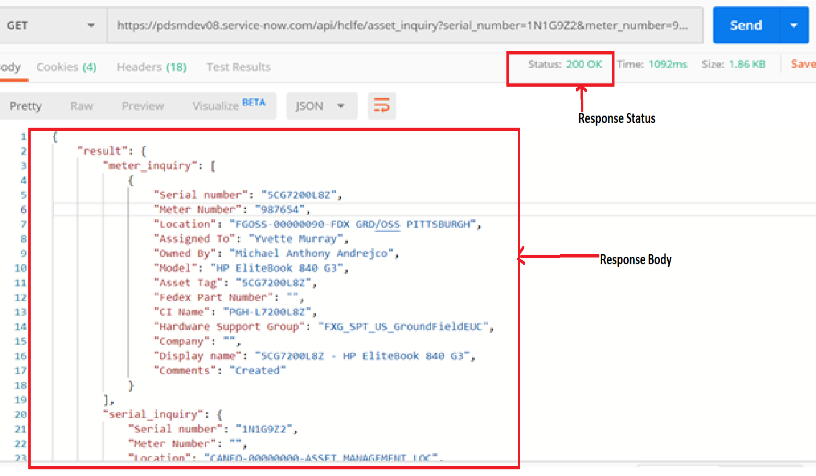 GET https://pdsmdev08.service-now.com/api/hclfe/asset_inquiry?serial_number=1N1G9Z2&meter_number=9... Send
ody Cookies (4) Headers (18) Test Results Status: 200 OK Time: 1092ms Size: 1.86 KB Save
Pretty Raw Preview Visualize BETA JSON
Response Status
1 {
2 "result": {
3 "meter_inquiry": [
4 {
5 "Serial number": "5CG7200L8Z",
6 "Meter Number": "987654",
7 "Location": "FGOSS-00000090-FDX GRD/OSS PITTSBURGH",
8 "Assigned To": "Yvette Murray",
9 "Owned By": "Michael Anthony Andrejco",
Response Body
10 "Model": "HP EliteBook 840 G3",
11 "Asset Tag": "5CG7200L8Z",
12 "Fedex Part Number": "",
13 "CI Name": "PGH-L7200L8Z",
14 "Hardware Support Group": "FXG_SPT_US_GroundFieldEUC",
15 "Company": "",
16 "Display name": "5CG7200L8Z - HP EliteBook 840 G3",
17 "Comments": "Created"
18 }
19 ],
20 "serial_inquiry": {
21 "Serial number": "1N1G9Z2",
22 "Meter Number": "",
23 "Location": "CANEO-00000000-ASSET MANAGEMENT LOC",